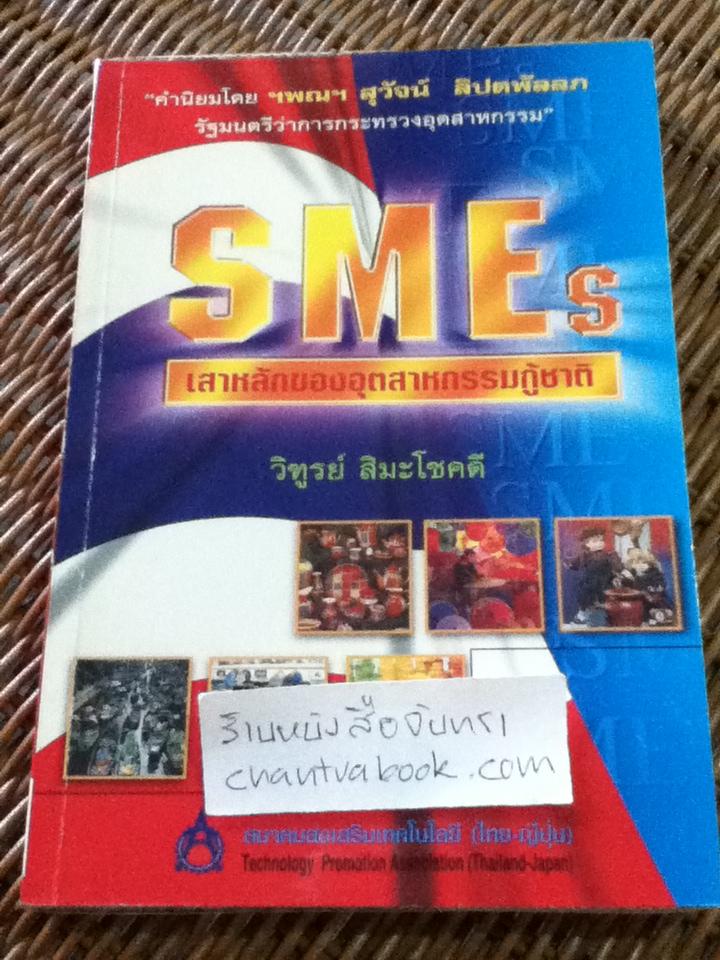 "คำนิยมโดย ฯพณฯ สุวัจน์ ลิปตพัลลภ
รัฐมนตรีว่าการกระทรวงอุตสาหกรรม"
SMEs
เสาหลักของอุตสาหกรรมกู้ชาติ
วิฑูรย์ สิมะโชคดี
ร้านหนังสือจันทรา
chantrabook.com
สมาคมส่งเสริมเทคโนโลยี (ไทย-ญี่ปุ่น)
Technology Promotion Association (Thailand-Japan)